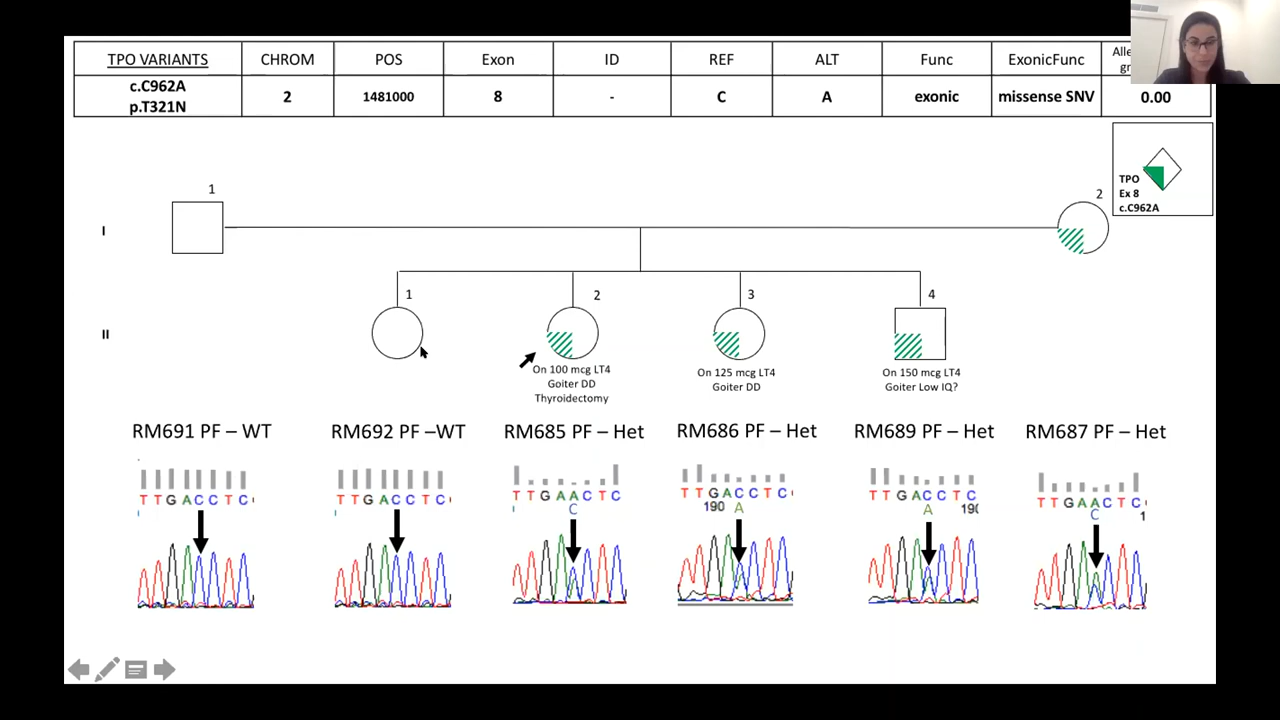 TPO VARIANTS CHROM POS Exon ID REF ALT Func ExonicFunc
c.C962A
p.T321N
2 1481000 8 - C A exonic missense SNV 0.00
TPO
Ex 8
c.C962A
1
2
I
1 2 3 4
II
On 100 mcg LT4
Goiter DD
Thyroidectomy
On 125 mcg LT4
Goiter DD
On 150 mcg LT4
Goiter Low IQ?
RM691 PF – WT
RM692 PF –WT
RM685 PF – Het
RM686 PF – Het
RM689 PF – Het
RM687 PF – Het
TTGACCTC
TTGACCTC
TTGAACTC
C
TTGACCTC
190 A
TTGACCTC
A 190
TTGAACTC
C 1